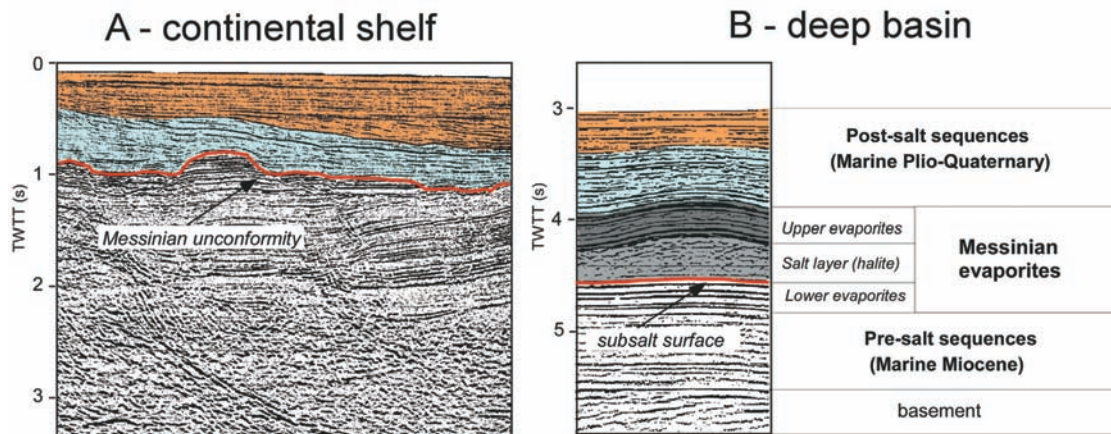 A - continental shelf
B - deep basin
0
1
2
3
TWTT (s)
Messinian unconformity
3
4
5
TWTT (s)
subsalt surface
Post-salt sequences
(Marine Plio-Quaternary)
Upper evaporites
Salt layer (halite)
Lower evaporites
Messinian
evaporites
Pre-salt sequences
(Marine Miocene)
basement